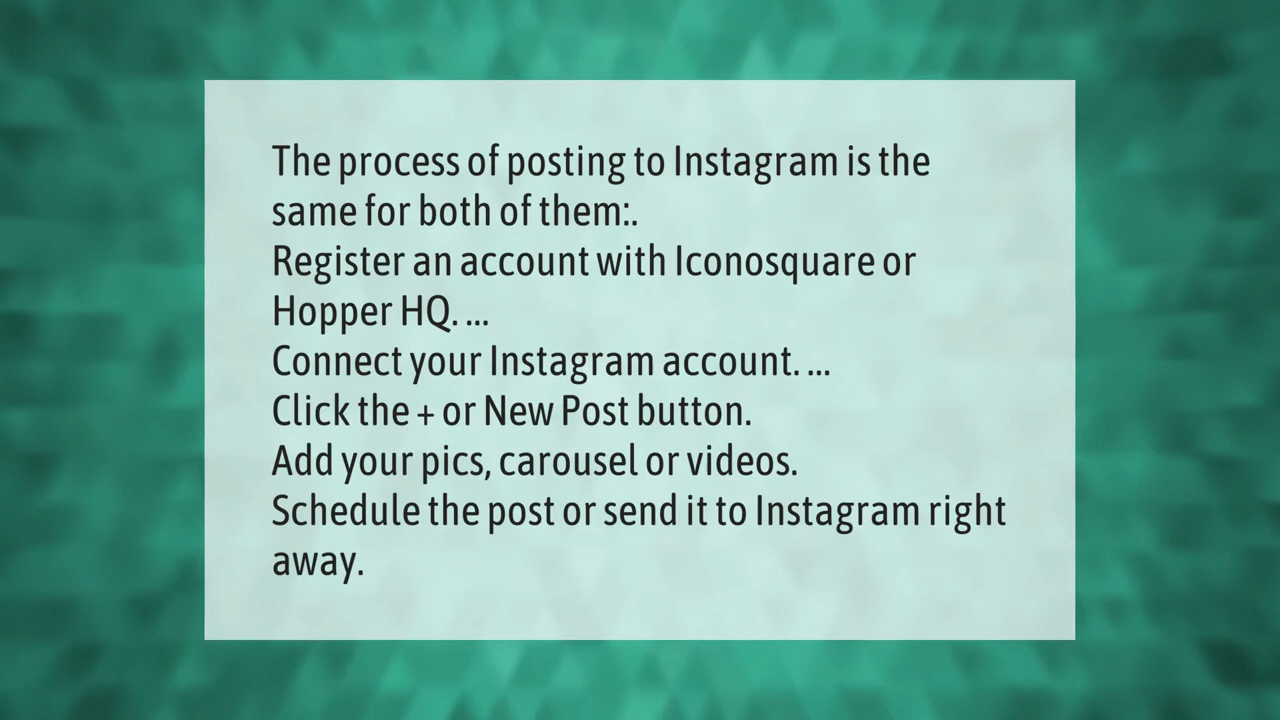 The process of posting to Instagram is the
same for both of them:.
Register an account with Iconosquare or
Hopper HQ. ...
Connect your Instagram account. ...
Click the + or New Post button.
Add your pics, carousel or videos.
Schedule the post or send it to Instagram right
away.